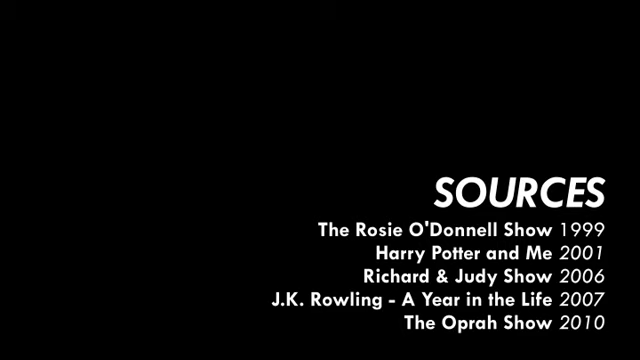 SOURCES
The Rosie O'Donnell Show 1999
Harry Potter and Me 2001
Richard & Judy Show 2006
J.K. Rowling - A Year in the Life 2007
The Oprah Show 2010